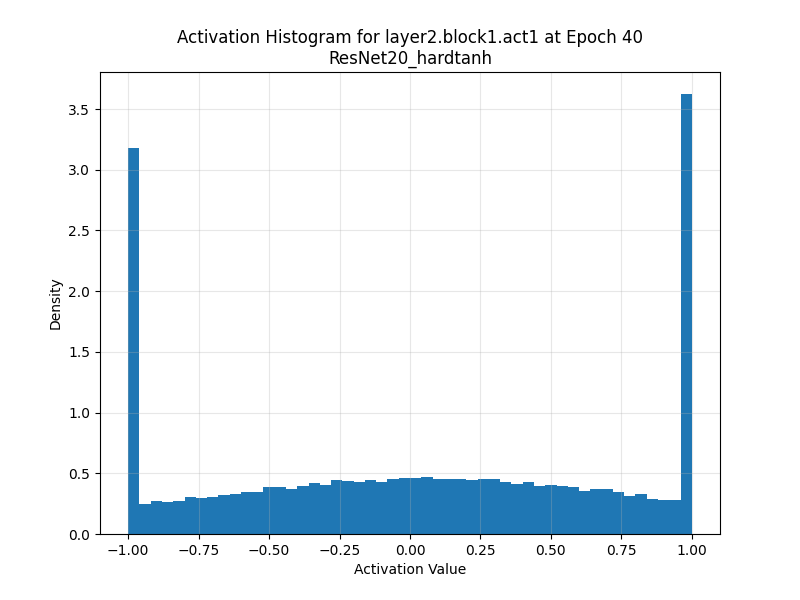 Activation Histogram for layer2.block1.act1 at Epoch 40
ResNet20_hardtanh
3.5
3.0
2.5
2.0
1.5
1.0
0.5
0.0
Density
−1.00 −0.75 −0.50 −0.25 0.00 0.25 0.50 0.75 1.00
Activation Value